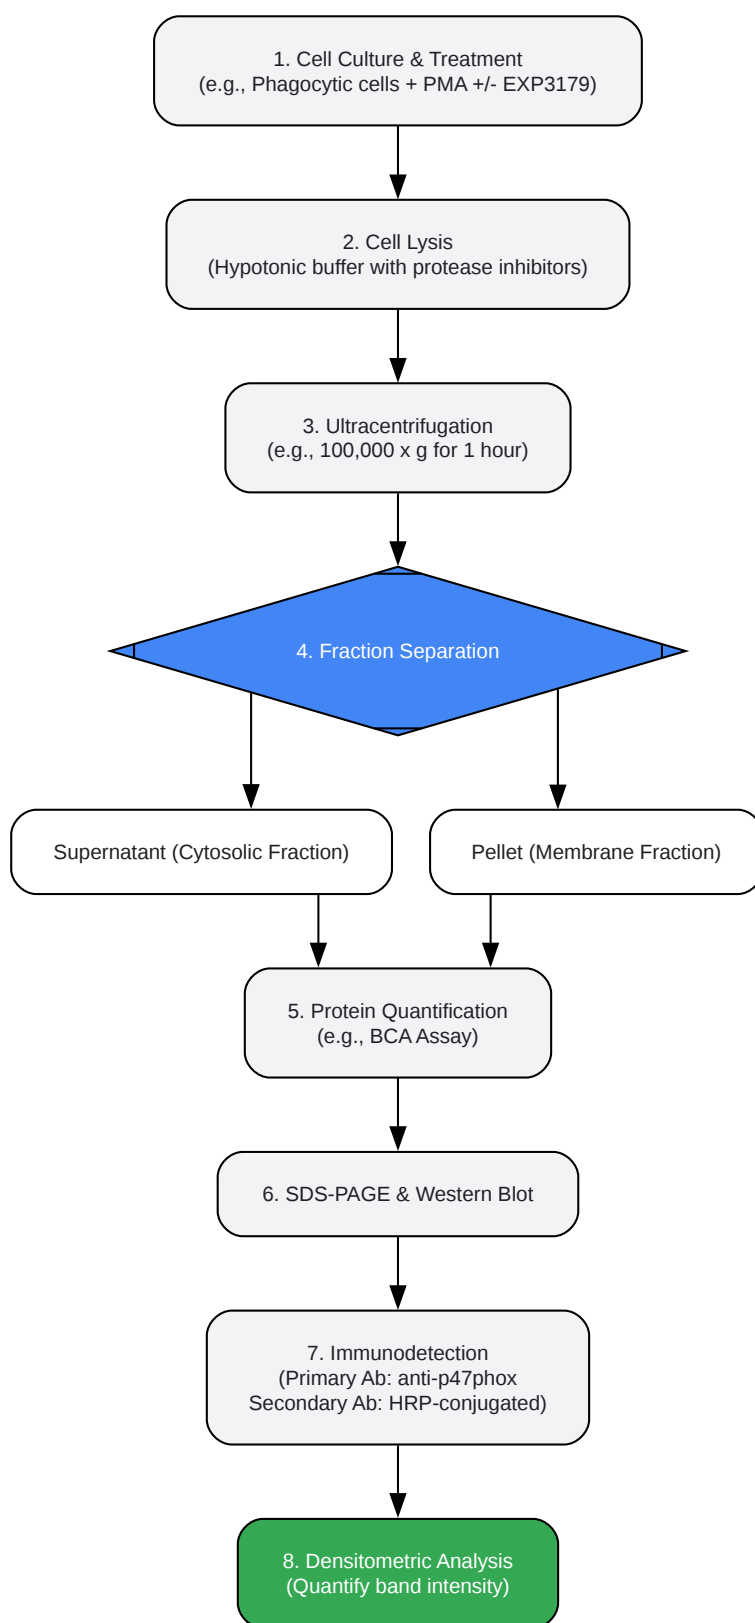 1. Cell Culture & Treatment
(e.g., Phagocytic cells + PMA +/- EXP3179)
2. Cell Lysis
(Hypotonic buffer with protease inhibitors)
3. Ultracentrifugation
(e.g., 100,000 x g for 1 hour)
4. Fraction Separation
Supernatant (Cytosolic Fraction)
Pellet (Membrane Fraction)
5. Protein Quantification
(e.g., BCA Assay)
6. SDS-PAGE & Western Blot
7. Immunodetection
(Primary Ab: anti-p47phox
Secondary Ab: HRP-conjugated)
8. Densitometric Analysis
(Quantify band intensity)